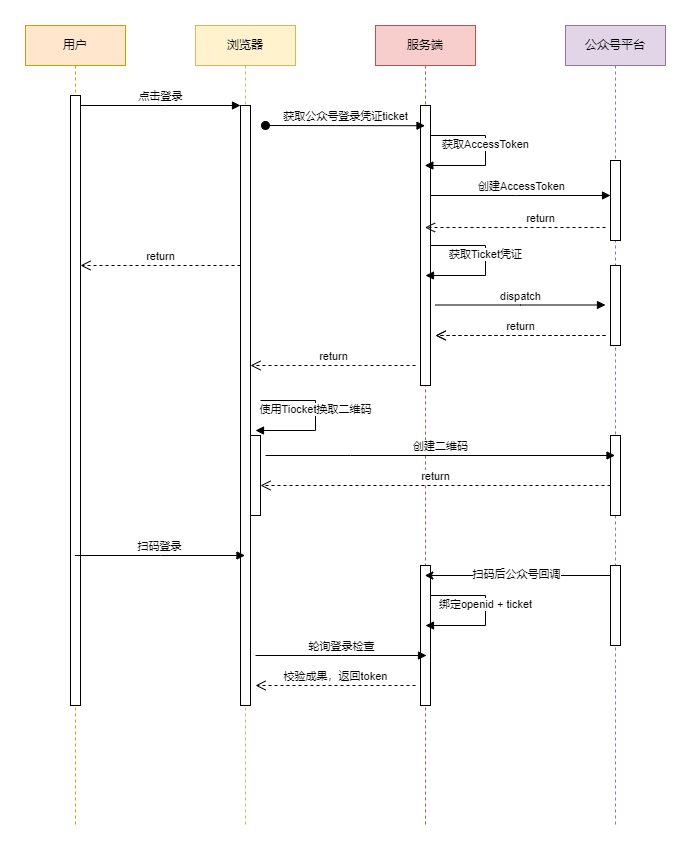 用户
浏览器
服务端
公众号平台
点击登录
获取公众号登录凭证ticket
获取AccessToken
创建AccessToken
return
获取Ticket凭证
return
dispatch
return
return
使用Tiocket换取二维码
创建二维码
return
扫码登录
扫码后公众号回调
绑定openid + ticket
轮询登录检查
校验成果，返回token